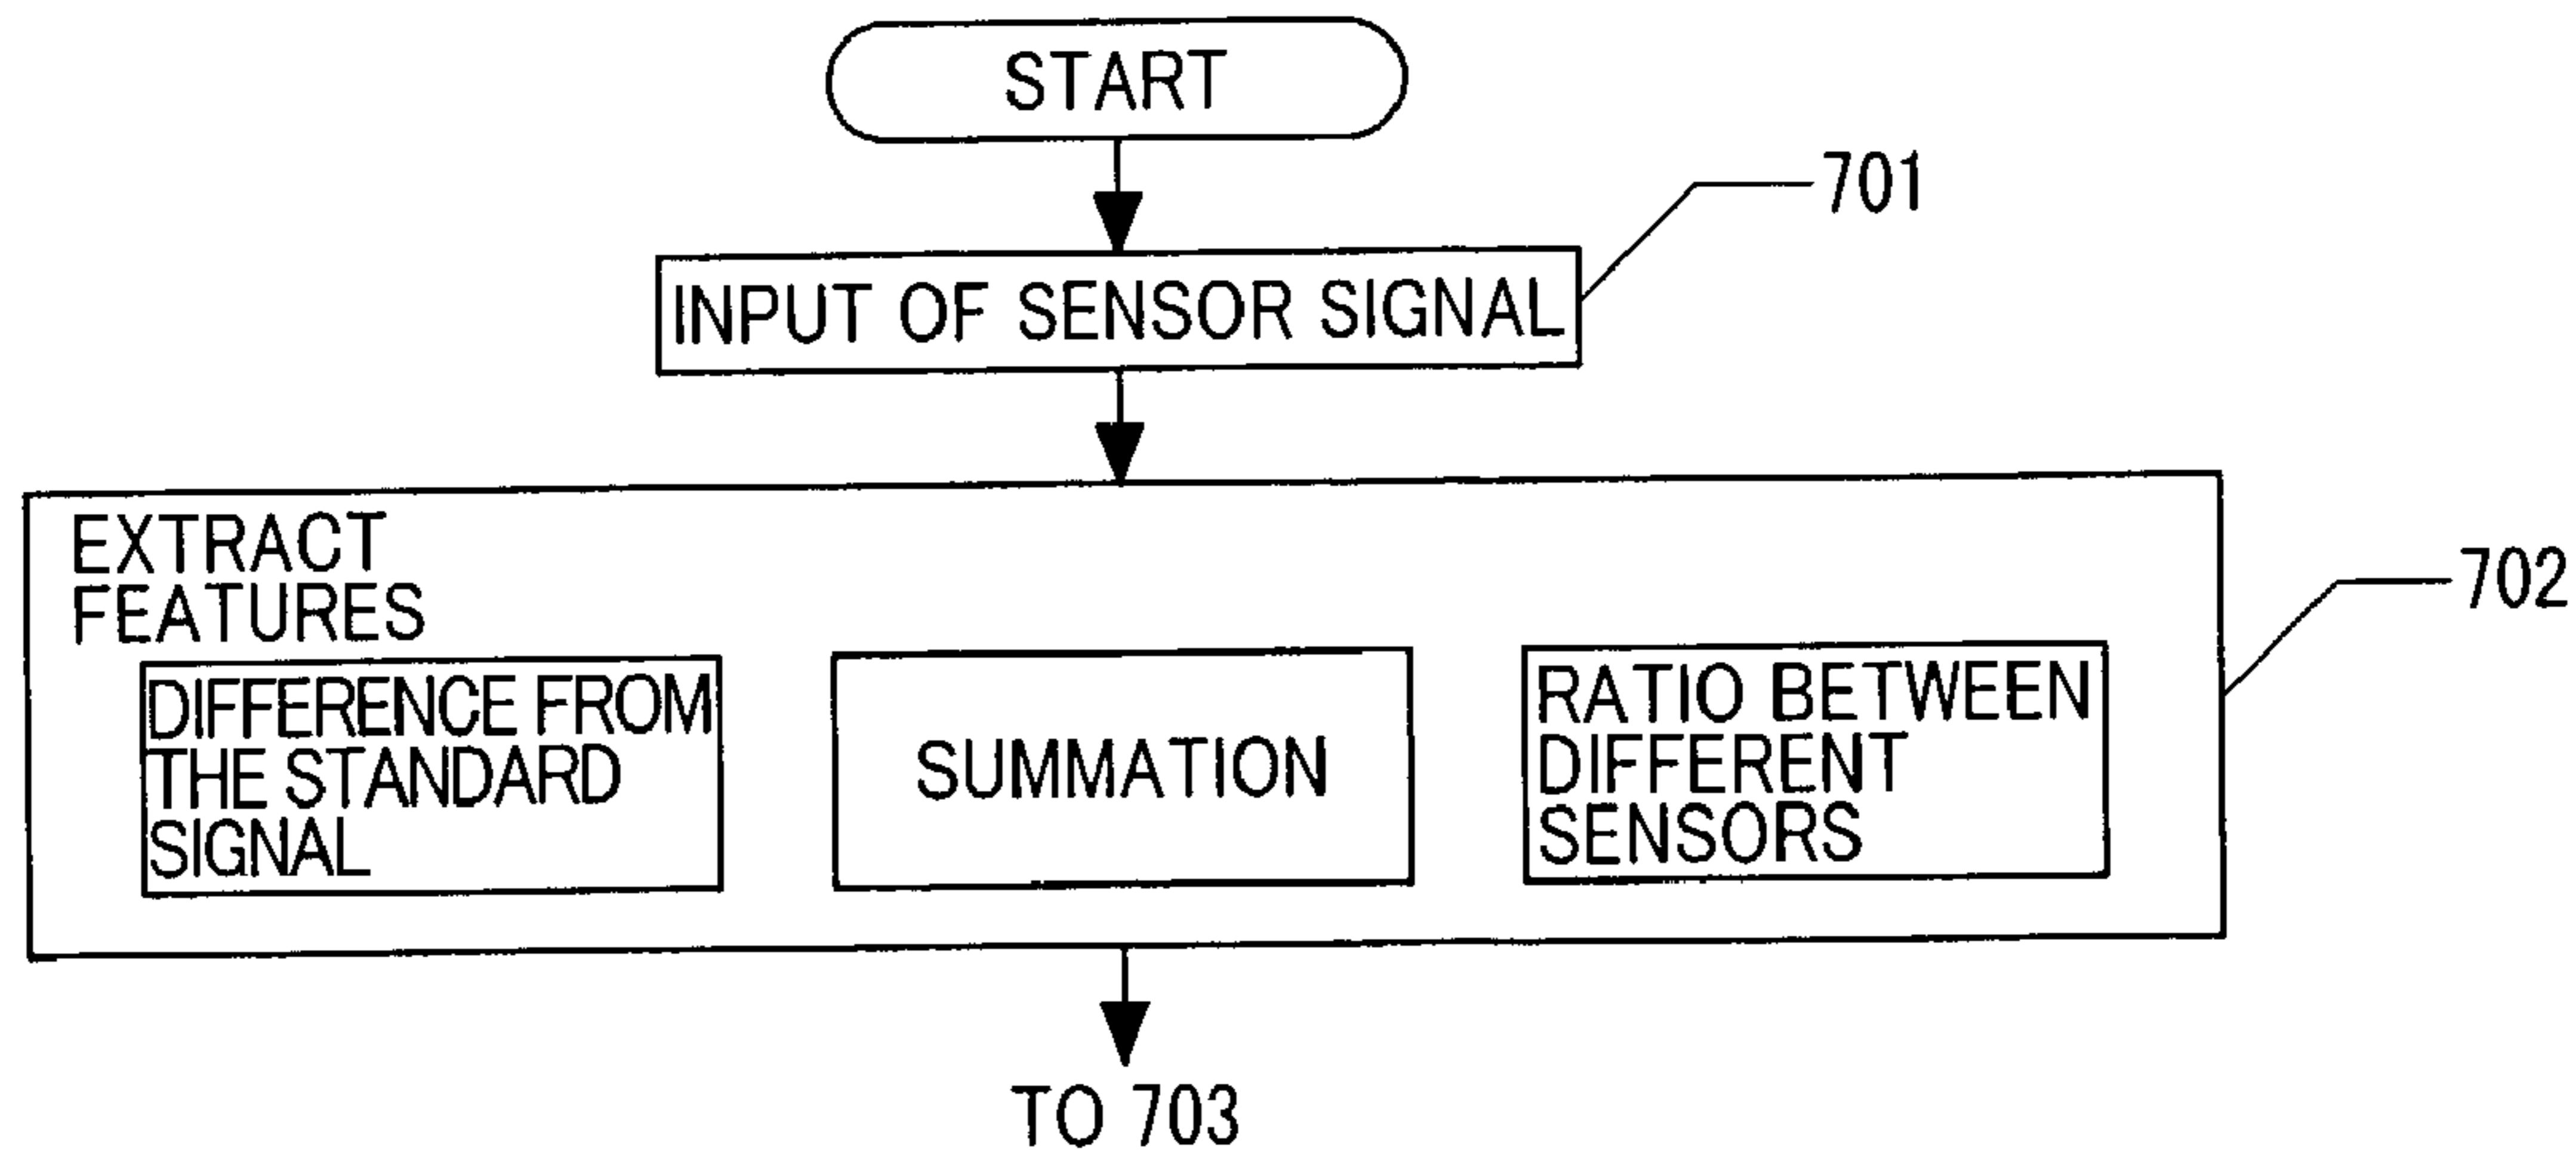 START
701
INPUT OF SENSOR SIGNAL
EXTRACT
FEATURES
702
DIFFERENCE FROM
THE STANDARD
SIGNAL
SUMMATION
RATIO BETWEEN
DIFFERENT
SENSORS
TO 703